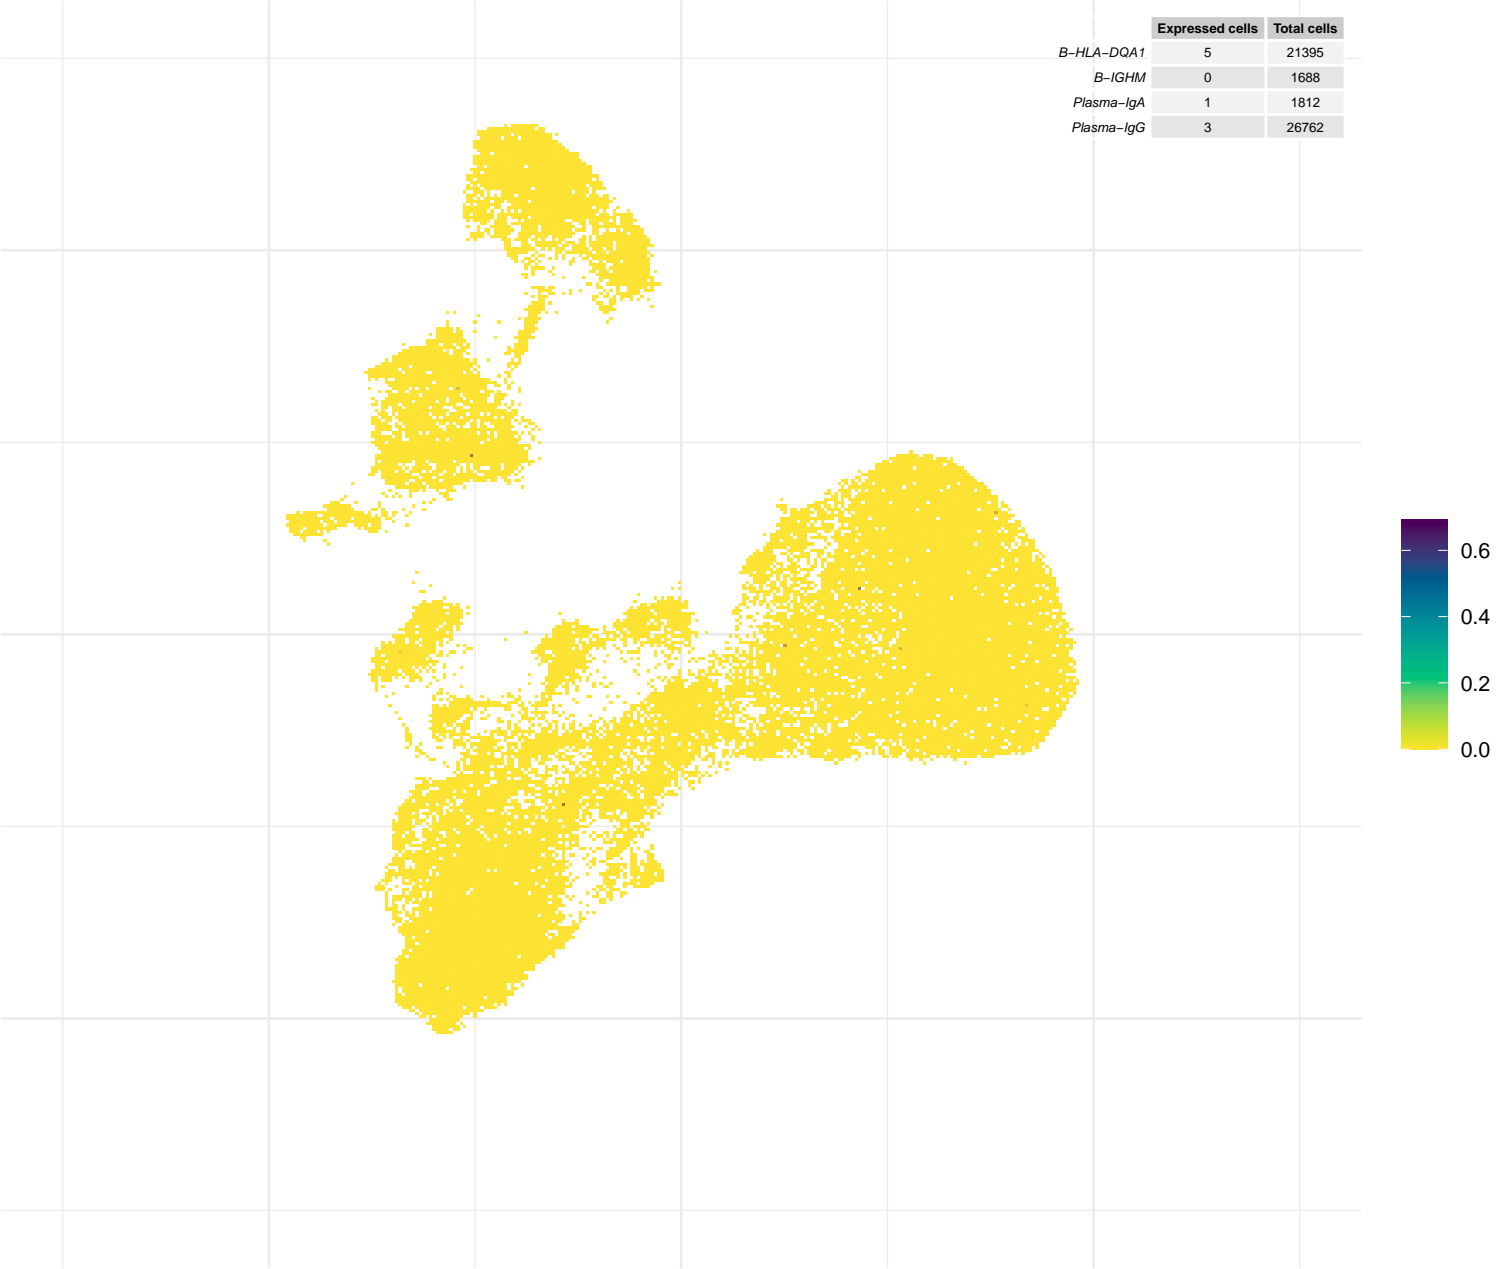 Expressed cells Total cells
B−HLA−DQA1 5 21395
B−IGHM 0 1688
Plasma−IgA 1 1812
Plasma−IgG 3 26762
0.6
0.4
0.2
0.0